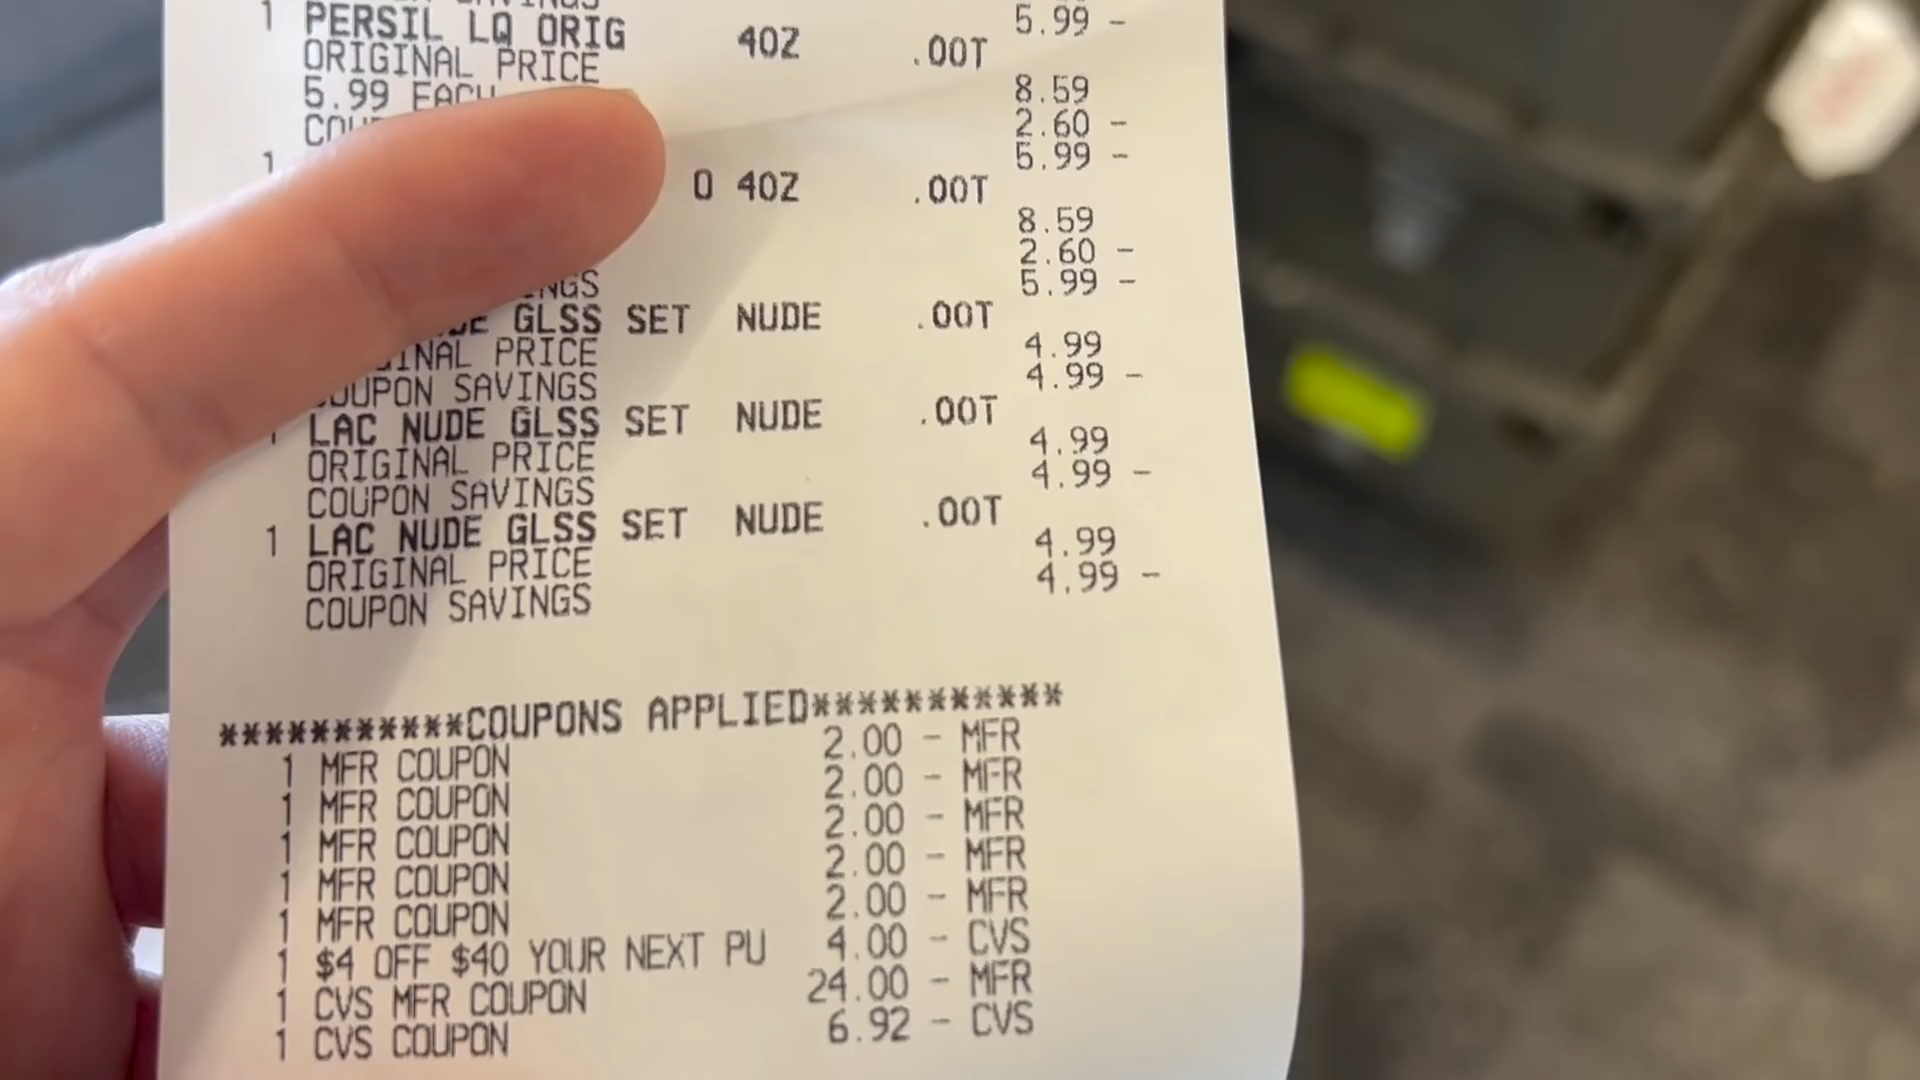 5.99 -
1 PERSIL LQ ORIG 40Z .00T
ORIGINAL PRICE 8.59
5.99 EACH 2.60 -
5.99 -
1 O 40Z .00T
8.59
2.60 -
5.99 -
GLSS SET NUDE .00T
PRICE 4.99
SAVINGS 4.99 -
1 LAC NUDE GLSS SET NUDE .00T
ORIGINAL PRICE 4.99
COUPON SAVINGS 4.99 -
1 LAC NUDE GLSS SET NUDE .00T
ORIGINAL PRICE 4.99
COUPON SAVINGS 4.99 -
***********COUPONS APPLIED***********
1 MFR COUPON 2.00 - MFR
1 MFR COUPON 2.00 - MFR
1 MFR COUPON 2.00 - MFR
1 MFR COUPON 2.00 - MFR
1 MFR COUPON 2.00 - MFR
1 $4 OFF $40 YOUR NEXT PU 4.00 - CVS
1 CVS MFR COUPON 24.00 - MFR
1 CVS COUPON 6.92 - CVS